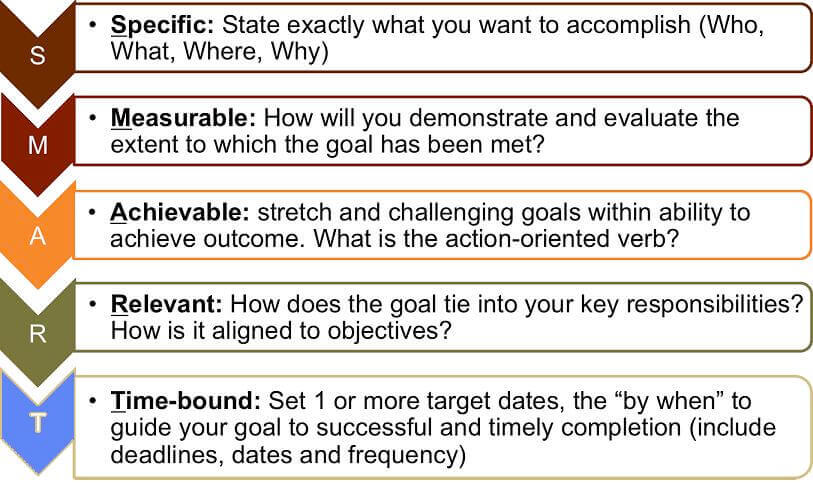 S
• Specific: State exactly what you want to accomplish (Who,
What, Where, Why)
M
• Measurable: How will you demonstrate and evaluate the
extent to which the goal has been met?
A
• Achievable: stretch and challenging goals within ability to
achieve outcome. What is the action-oriented verb?
R
• Relevant: How does the goal tie into your key responsibilities?
How is it aligned to objectives?
T
• Time-bound: Set 1 or more target dates, the “by when” to
guide your goal to successful and timely completion (include
deadlines, dates and frequency)